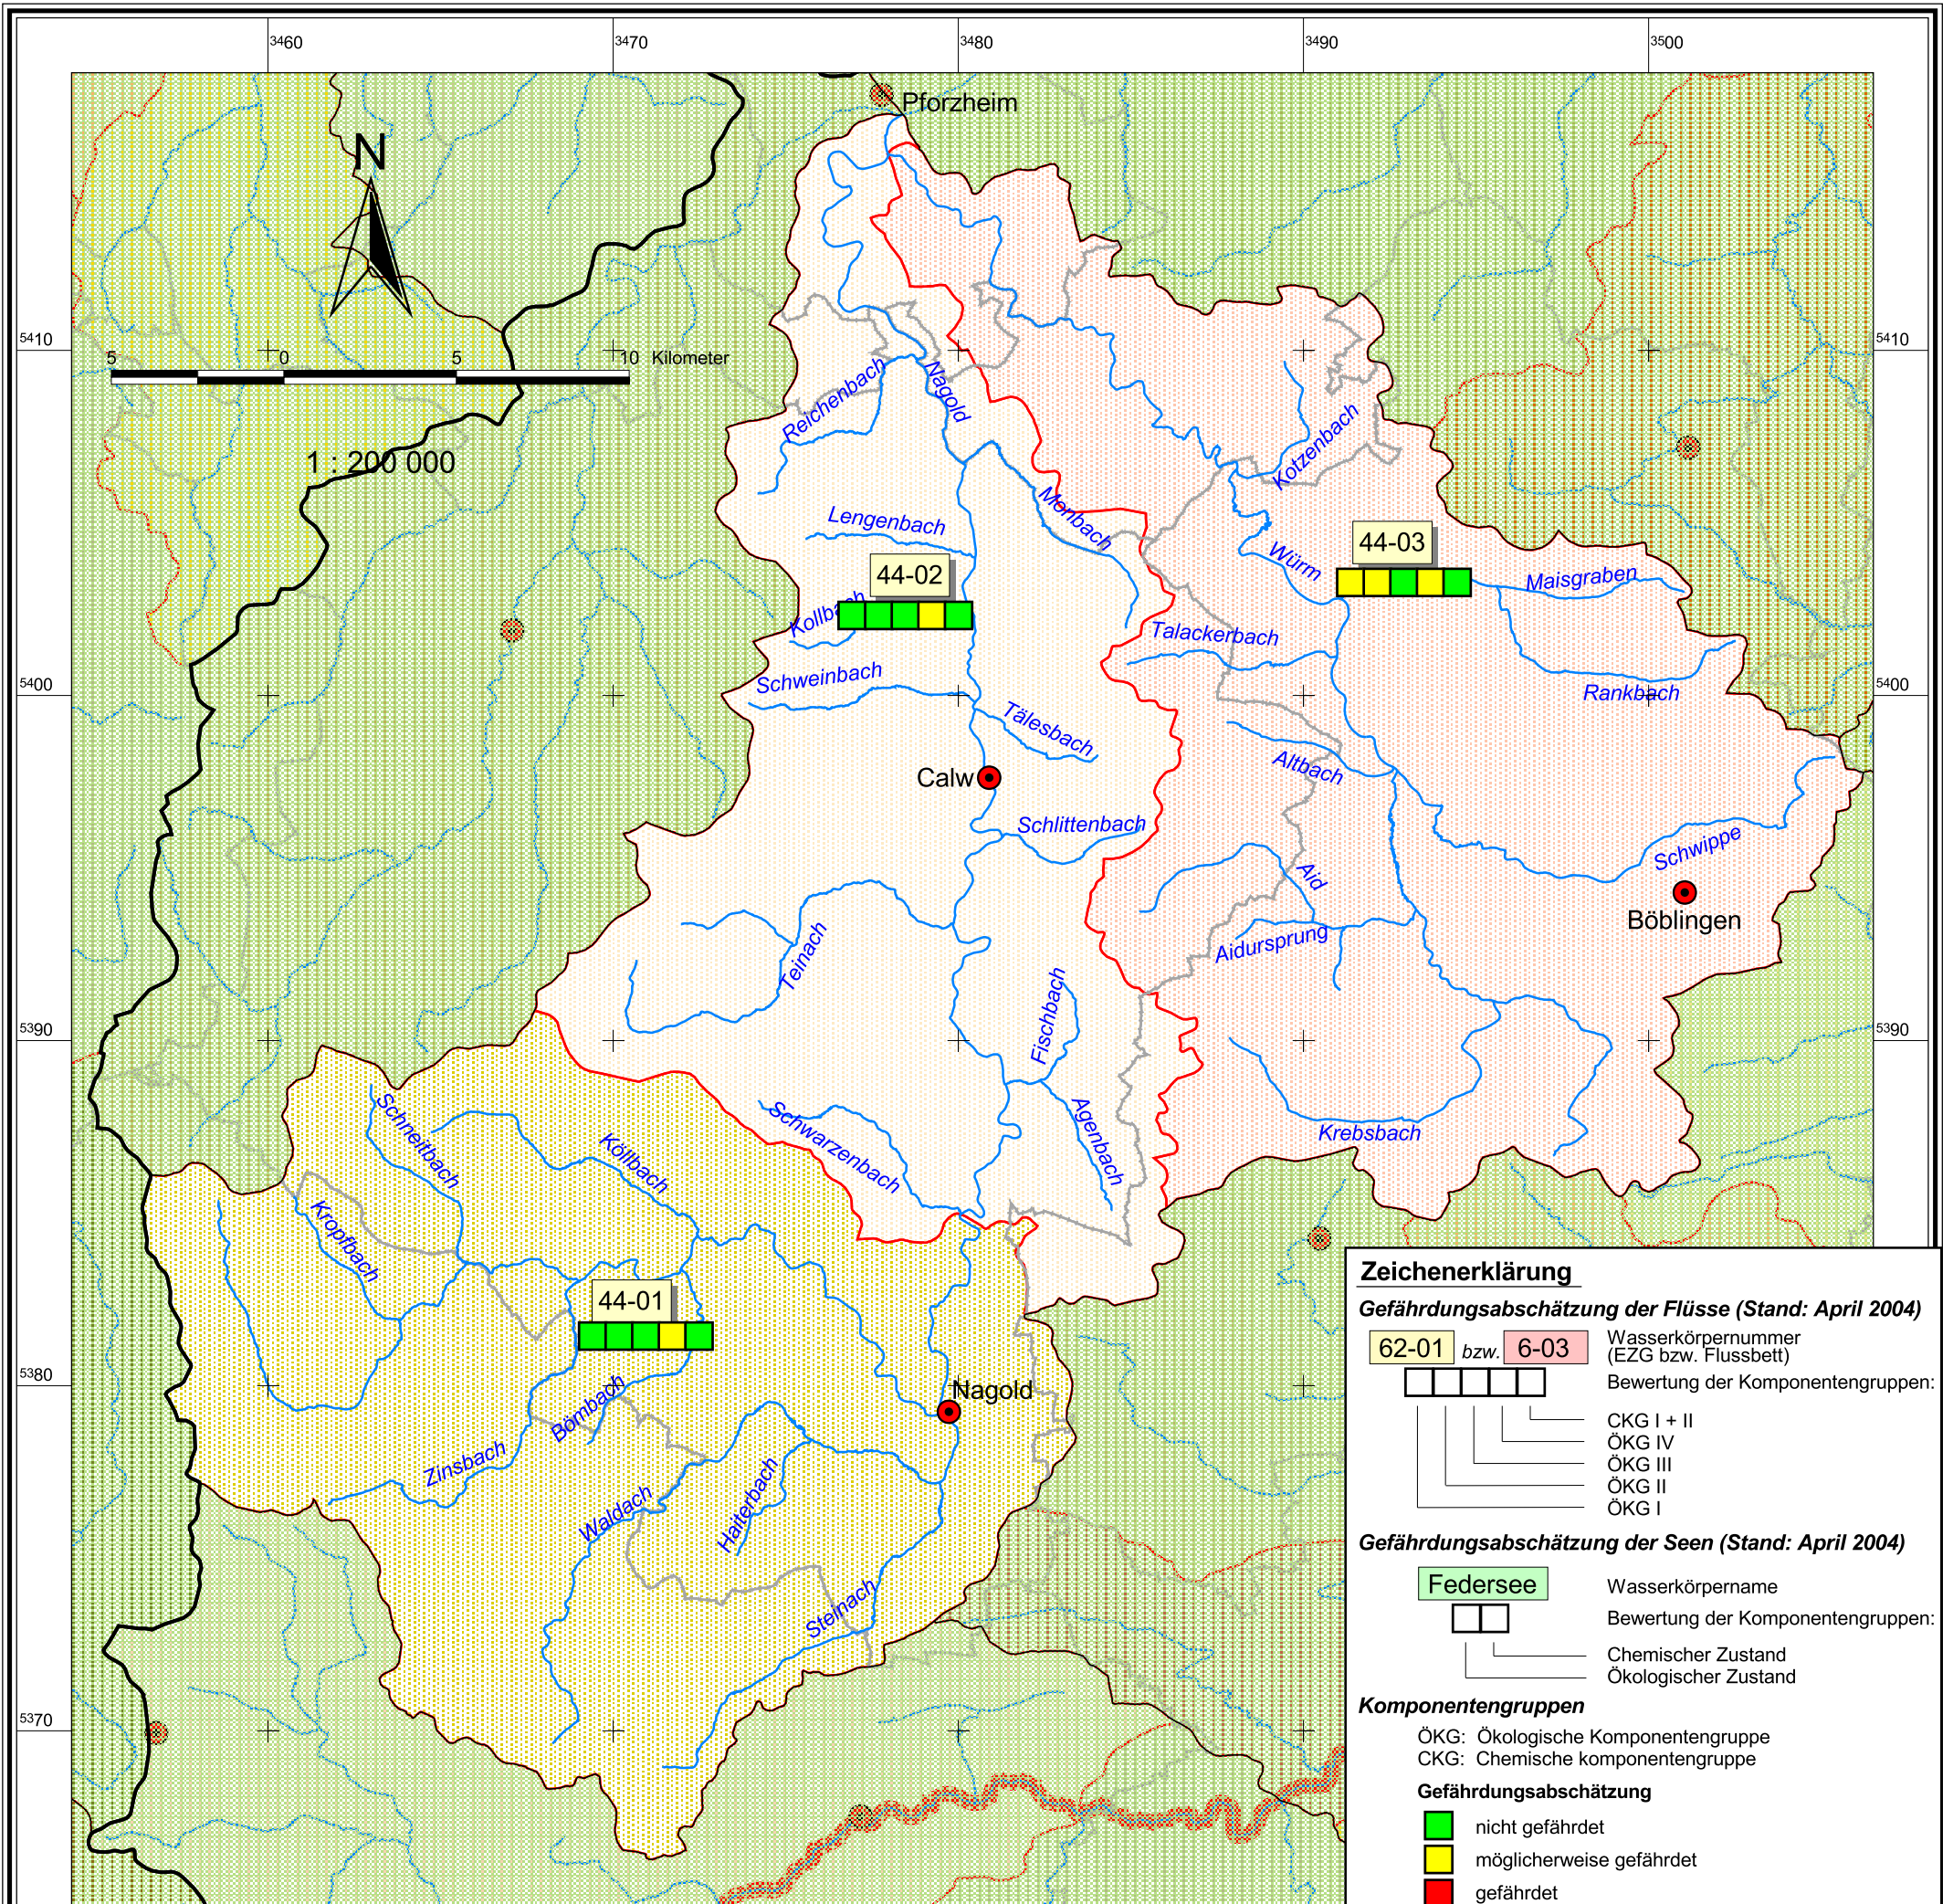 3460
3470
3480
3490
3500
Pforzheim
N
5410
5410
5
0
5
10
Kilometer
1 : 200 000
Reichenbach
Nagold
Kotzenbach
Monbach
Lengenbach
44-03
Würm
Maisgraben
44-02
Kollbach
Talackerbach
Schweinbach
Rankbach
5400
5400
Tälesbach
Calw
Altbach
Schlittenbach
Schwippe
Aid
Böblingen
Teinach
Aidursprung
Fischbach
5390
5390
Schneitbach
Köllbach
Schwarzenbach
Agenbach
Krebsbach
Kropfbach
44-01
5380
Nagold
Bömbach
Zinsbach
Waldach
Haiterbach
Steinach
5370
Zeichenerklärung
Gefährdungsabschätzung der Flüsse (Stand: April 2004)
62-01 bzw. 6-03 Wasserkörpernummer
(EZG bzw. Flussbett)
Bewertung der Komponentengruppen:
CKG I + II
ÖKG IV
ÖKG III
ÖKG II
ÖKG I
Gefährdungsabschätzung der Seen (Stand: April 2004)
Federsee Wasserkörpername
Bewertung der Komponentengruppen:
Chemischer Zustand
Ökologischer Zustand
Komponentengruppen
ÖKG: Ökologische Komponentengruppe
CKG: Chemische komponentengruppe
Gefährdungsabschätzung
nicht gefährdet
möglicherweise gefährdet
gefährdet